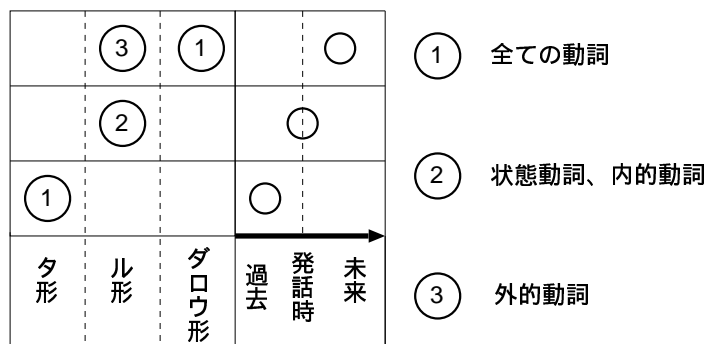 3 1
2
1
タ形 ル形 ダロウ形 過去 発話時 未来
1 全ての動詞
2 状態動詞、内的動詞
3 外的動詞